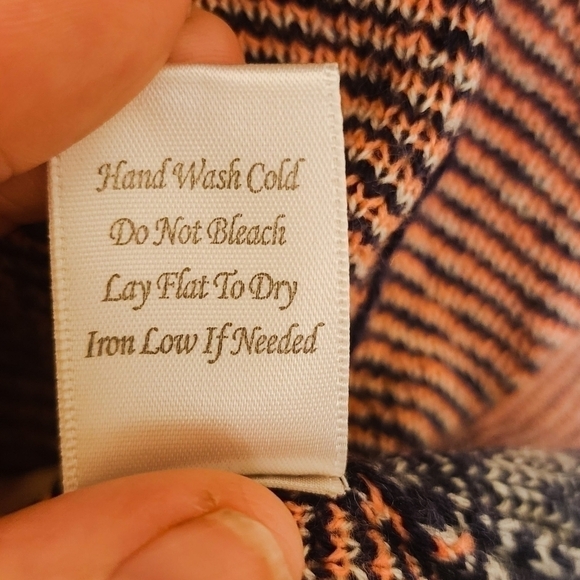 Hand Wash Cold
Do Not Bleach
Lay Flat To Dry
Iron Low If Needed